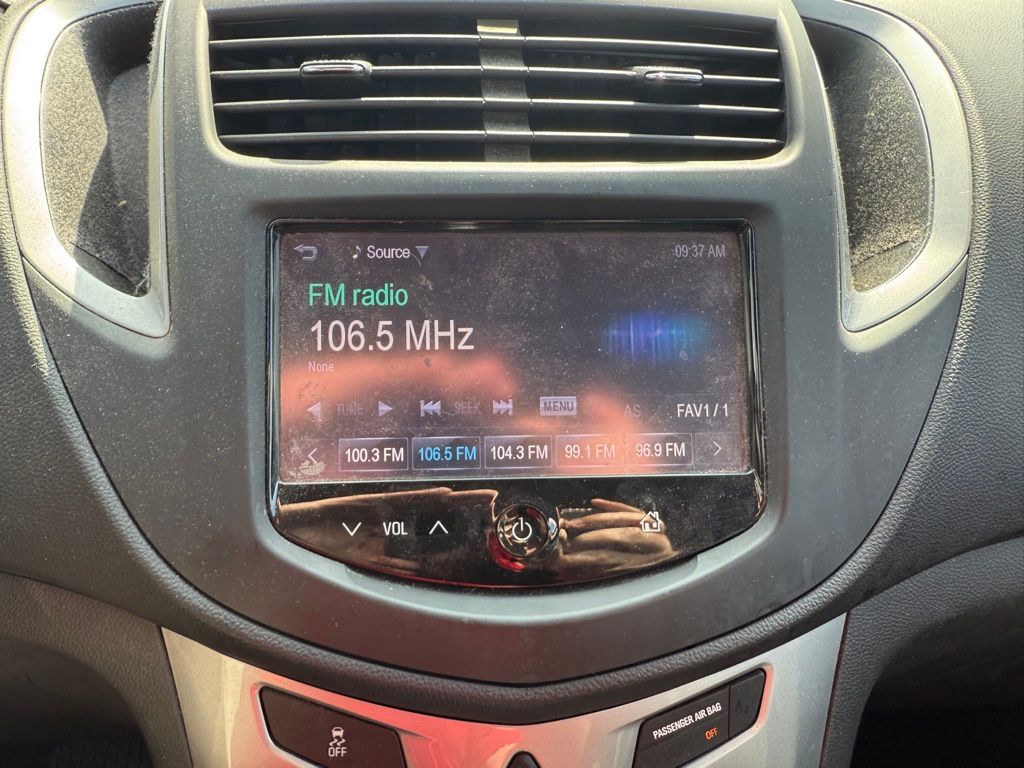 Source 09:37 AM
FM radio
106.5 MHz
None
TUNE SEEK MENU AS FAV1 / 1
100.3 FM 106.5 FM 104.3 FM 99.1 FM 96.9 FM
VOL
OFF
PASSENGER AIR BAG
OFF